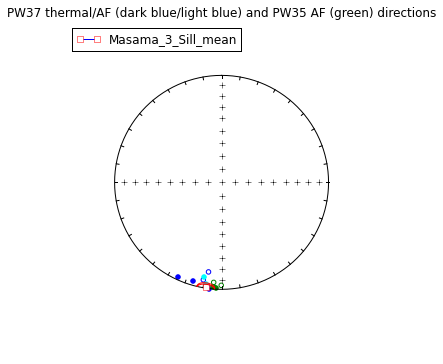 PW37 thermal/AF (dark blue/light blue) and PW35 AF (green) directions
Masama_3_Sill_mean